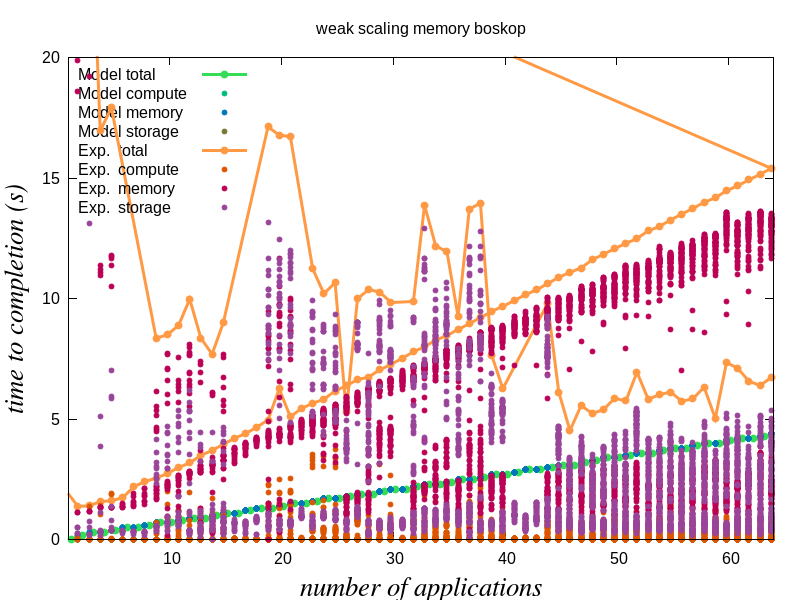 weak scaling memory boskop
20
Model total
Model compute
Model memory
Model storage
Exp. total
Exp. compute
Exp. memory
Exp. storage
15
10
5
0
time to completion (s)
10 20 30 40 50 60
number of applications